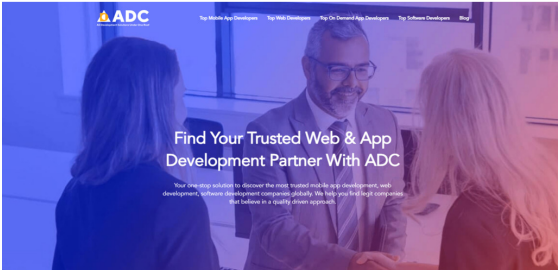 ADC
Top Mobile App Developers Top Web Developers Top On Demand App Developers Top Software Developers Blog
Find Your Trusted Web & App
Development Partner With ADC
Your one-stop solution to discover the most trusted mobile app development, web
development, software development companies globally. We help you find legit companies
that believe in a quality driven approach.